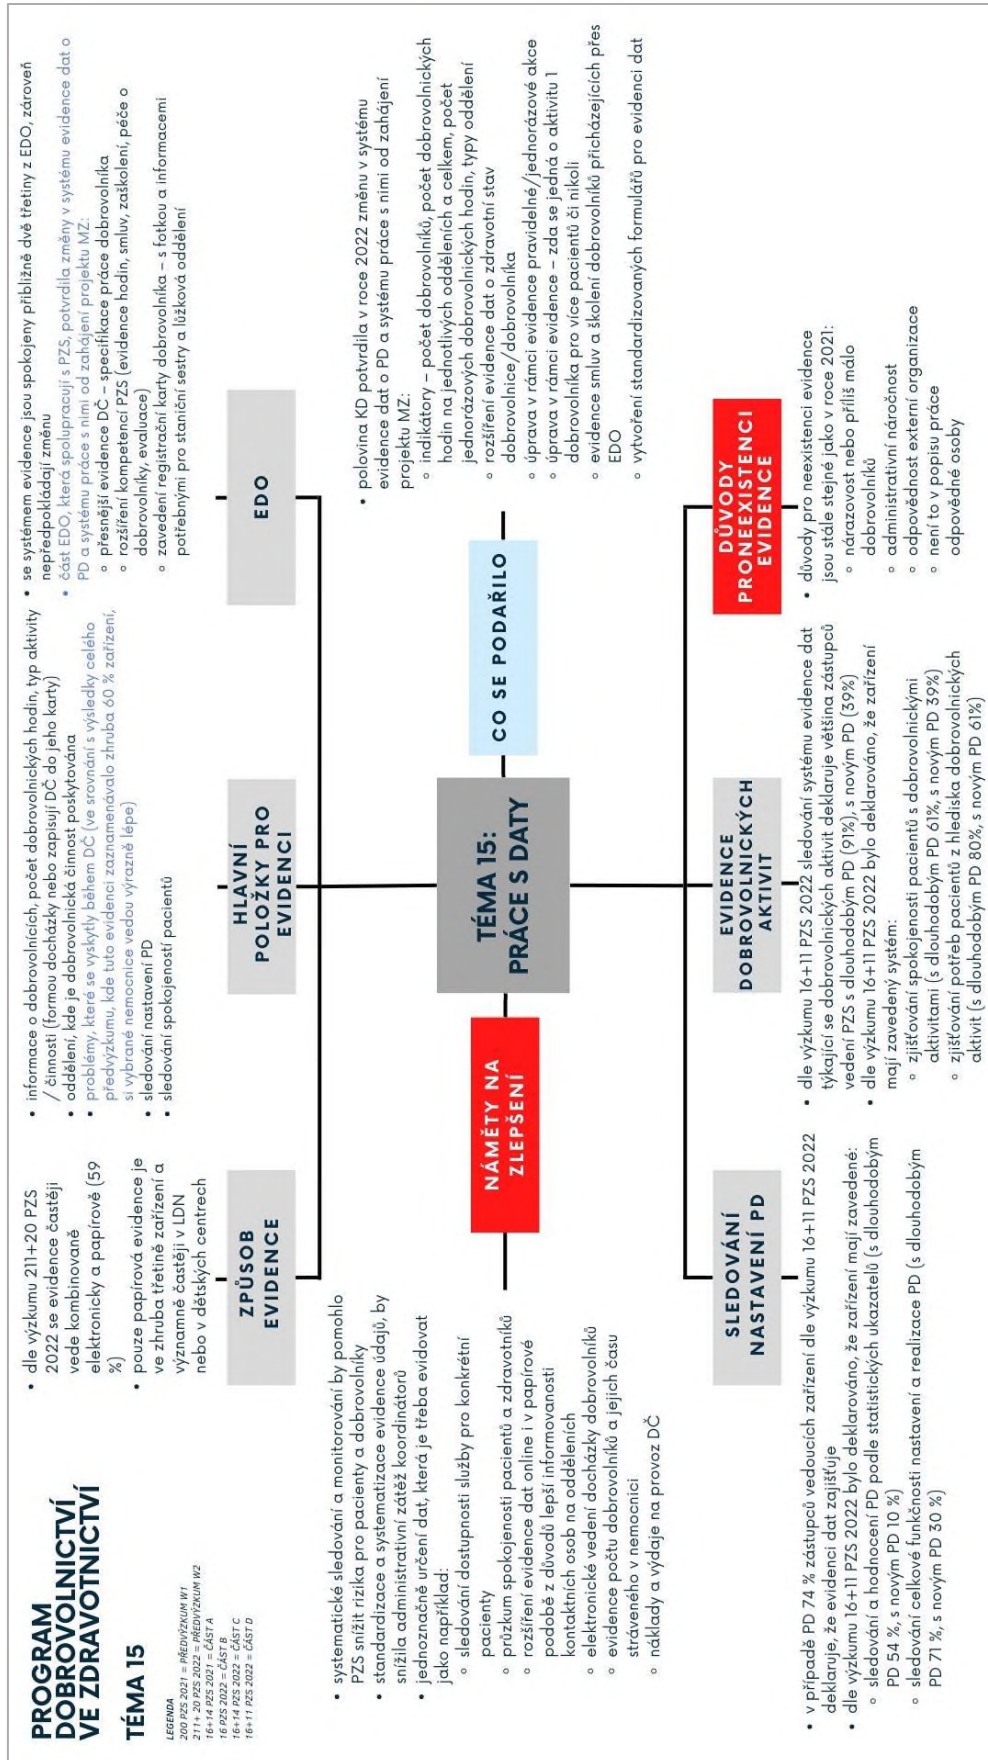 PROGRAM
DOBROVOLNICTVÍ
VE ZDRAVOTNICTVÍ
TÉMA 15
LEGENDA
200 PZS 2021 = PŘEDVÝZKUM W1
211+ 20 PZS 2022 = PŘEDVÝZKUM W2
16+14 PZS 2021 = ČÁST A
16 PZS 2022 = ČÁST B
16+14 PZS 2022 = ČÁST C
16+11 PZS 2022 = ČÁST D
• dle výzkumu 211+20 PZS
2022 se evidence častěji
vede kombinovaně
elektronicky a papírově (59
%)
• pouze papírová evidence je
ve zhruba třetině zařízení a
významně častěji v LDN
nebo v dětských centrech
ZPŮSOB
EVIDENCE
• informace o dobrovolnících, počet dobrovolnických hodin, typ aktivity
/ činnosti (formou docházky nebo zapisují DČ do jeho karty)
• oddělení, kde je dobrovolnická činnost poskytována
• problémy, které se vyskytly během DČ (ve srovnání s výsledky celého
předvýzkumu, kde tuto evidenci zaznamenávalo zhruba 60 % zařízení,
si vybrané nemocnice vedou výrazně lépe)
• sledování nastavení PD
• sledování spokojeností pacientů
HLAVNÍ
POLOŽKY PRO
EVIDENCI
• se systémem evidence jsou spokojeny přibližně dvě třetiny z EDO, zároveň
nepředpokládají změnu
• část EDO, která spolupracují s PZS, potvrdila změny v systému evidence dat o
PD a systému práce s nimi od zahájení projektu MZ:
◦ přesnější evidence DČ – specifikace práce dobrovolníka
◦ rozšíření kompetencí PZS (evidence hodin, smluv, zaškolení, péče o
dobrovolníky, evaluace)
◦ zavedení registrační karty dobrovolníka – s fotkou a informacemi
potřebnými pro staniční sestry a lůžková oddělení
EDO
• systematické sledování a monitorování by pomohlo
PZS snížit rizika pro pacienty a dobrovolníky
• standardizace a systematizace evidence údajů, by
snížila administrativní zátěž koordinátorů
• jednoznačné určení dat, která je třeba evidovat
jako například:
◦ sledování dostupnosti služby pro konkrétní
pacienty
◦ průzkum spokojenosti pacientů a zdravotníků
◦ rozšíření evidence dat online i v papírové
podobě z důvodů lepší informovanosti
kontaktních osob na odděleních
◦ elektronické vedení docházky dobrovolníků
◦ evidence počtu dobrovolníků a jejich času
stráveného v nemocnici
◦ náklady a výdaje na provoz DČ
NÁMĚTY NA
ZLEPŠENÍ
TÉMA 15:
PRÁCE S DATY
CO SE PODAŘILO
• polovina KD potvrdila v roce 2022 změnu v systému
evidence dat o PD a systému práce s nimi od zahájení
projektu MZ:
◦ indikátory – počet dobrovolníků, počet dobrovolnických
hodin na jednotlivých odděleních a celkem, počet
jednorázových dobrovolnických hodin, typy oddělení
◦ rozšíření evidence dat o zdravotní stav
dobrovolnice/dobrovolníka
◦ úprava v rámci evidence pravidelné/jednorázové akce
◦ úprava v rámci evidence – zda se jedná o aktivitu 1
dobrovolníka pro více pacientů či nikoli
◦ evidence smluv a školení dobrovolníků přicházejících přes
EDO
◦ vytvoření standardizovaných formulářů pro evidenci dat
SLEDOVÁNÍ
NASTAVENÍ PD
• v případě PD 74 % zástupců vedoucích zařízení dle výzkumu 16+11 PZS 2022
deklaruje, že evidenci dat zajišťuje
• dle výzkumu 16+11 PZS 2022 bylo deklarováno, že zařízení mají zavedené:
◦ sledování a hodnocení PD podle statistických ukazatelů (s dlouhodobým
PD 54 %, s novým PD 10 %)
◦ sledování celkové funkčnosti nastavení a realizace PD (s dlouhodobým
PD 71 %, s novým PD 30 %)
EVIDENCE
DOBROVOLNICKÝCH
AKTIVIT
• dle výzkumu 16+11 PZS 2022 sledování systému evidence dat
týkající se dobrovolnických aktivit deklaruje většina zástupců
vedení PZS s dlouhodobým PD (91%), s novým PD (39%)
• dle výzkumu 16+11 PZS 2022 bylo deklarováno, že zařízení
mají zavedený systém:
◦ zjišťování spokojenosti pacientů s dobrovolnickými
aktivitami (s dlouhodobým PD 61%, s novým PD 39%)
◦ zjišťování potřeb pacientů z hlediska dobrovolnických
aktivit (s dlouhodobým PD 80%, s novým PD 61%)
DŮVODY
PRONEEXISTENCI
EVIDENCE
• důvody pro neexistenci evidence
jsou stále stejné jako v roce 2021:
◦ nárazovost nebo příliš málo
dobrovolníků
◦ administrativní náročnost
◦ odpovědnost externí organizace
◦ není to v popisu práce
odpovědné osoby